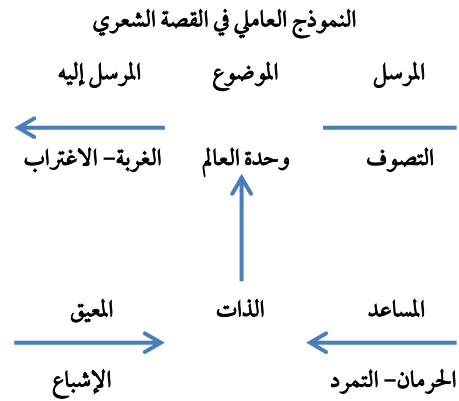 النموذج العاملي في القصة الشعري
المرسل الموضوع المرسل إليه
التصوف وحدة العالم الغربة- الاغتراب
المساعد الذات المعيق
الحرمان- التمرد الإشباع